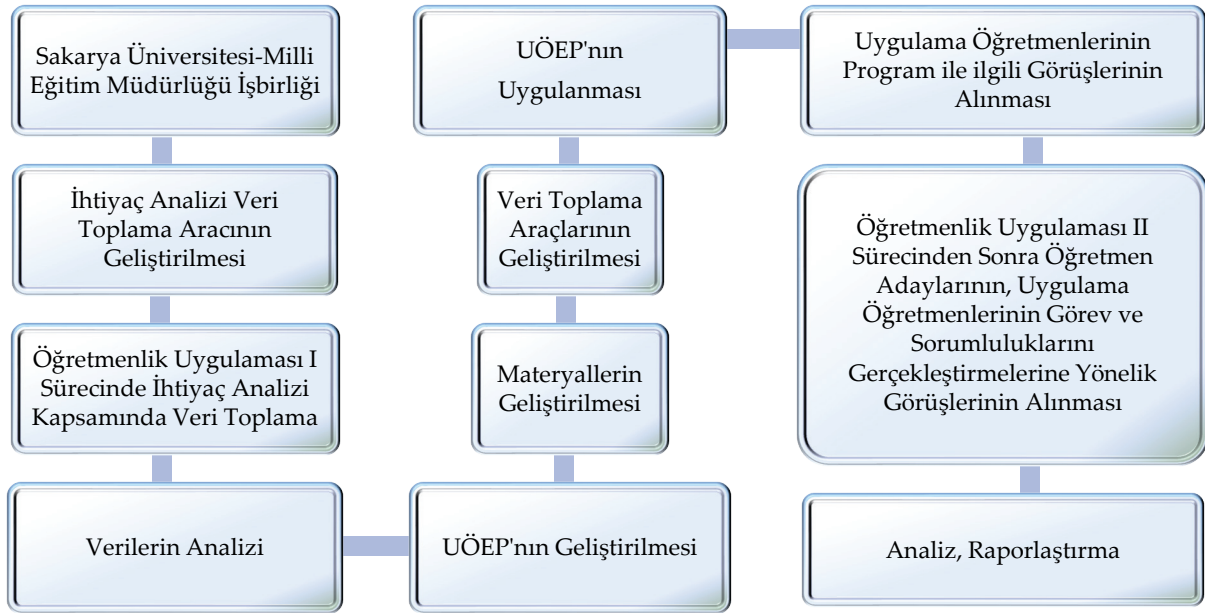 Sakarya Üniversitesi-Milli
Eğitim Müdürlüğü İşbirliği
İhtiyaç Analizi Veri
Toplama Aracının
Geliştirilmesi
Öğretmenlik Uygulaması I
Sürecinde İhtiyaç Analizi
Kapsamında Veri Toplama
Verilerin Analizi
UÖEP'nın Geliştirilmesi
Materyallerin
Geliştirilmesi
Veri Toplama
Araçlarının
Geliştirilmesi
UÖEP'nın
Uygulanması
Uygulama Öğretmenlerinin
Program ile ilgili Görüşlerinin
Alınması
Öğretmenlik Uygulaması II
Sürecinden Sonra Öğretmen
Adaylarının, Uygulama
Öğretmenlerinin Görev ve
Sorumluluklarını
Gerçekleştirmelerine Yönelik
Görüşlerinin Alınması
Analiz, Raporlaştırma